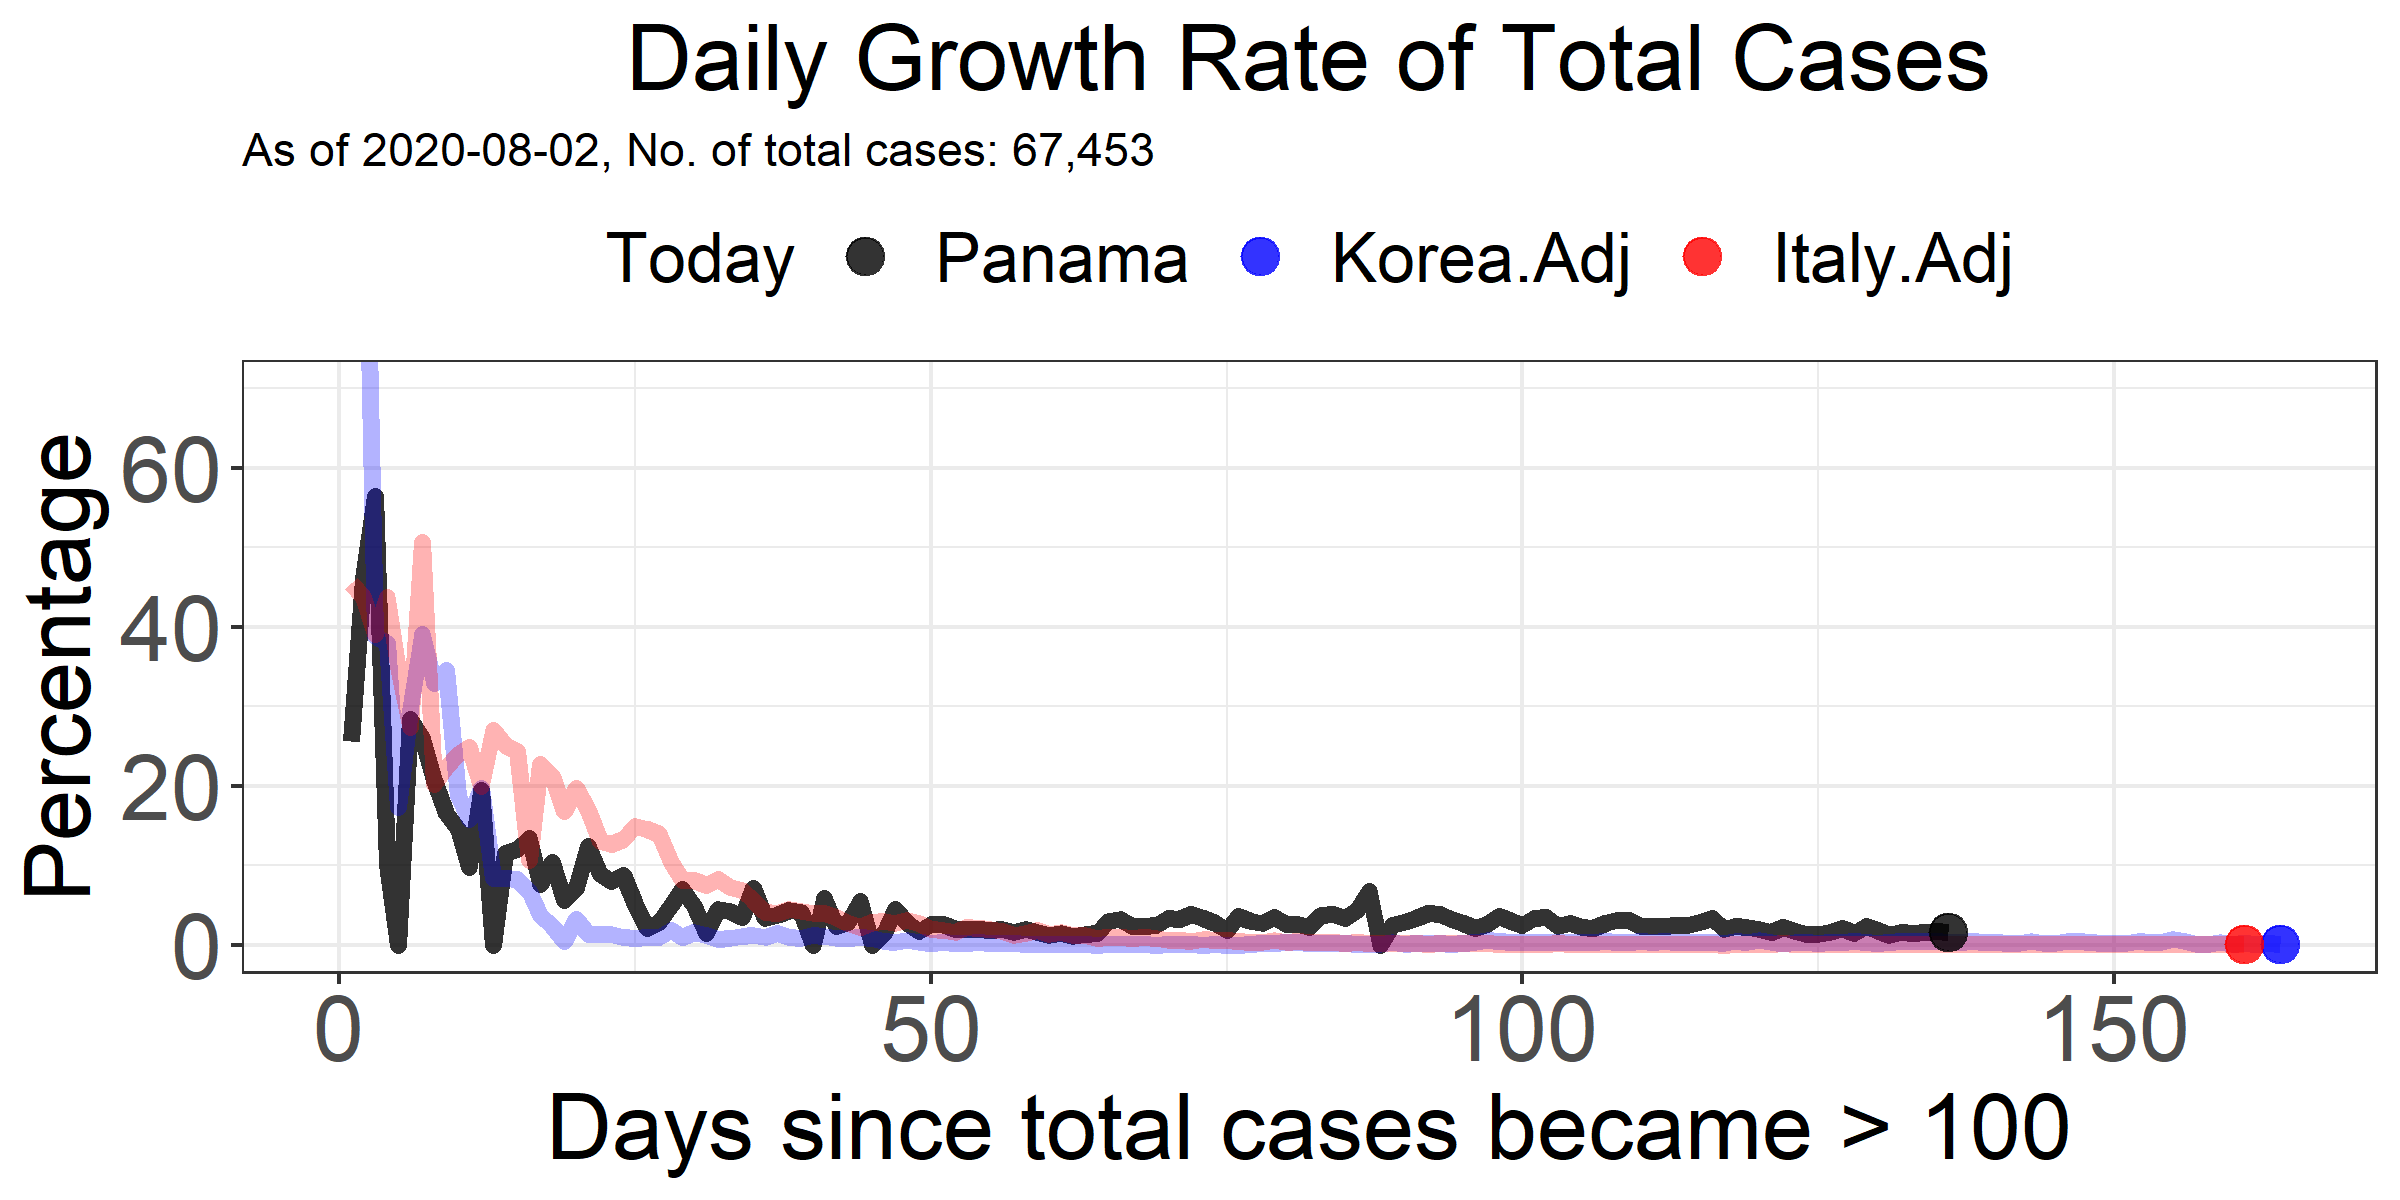 Daily Growth Rate of Total Cases
As of 2020-08-02, No. of total cases: 67,453
Today Panama Korea.Adj Italy.Adj
Percentage
60
40
20
0
0 50 100 150
Days since total cases became > 100